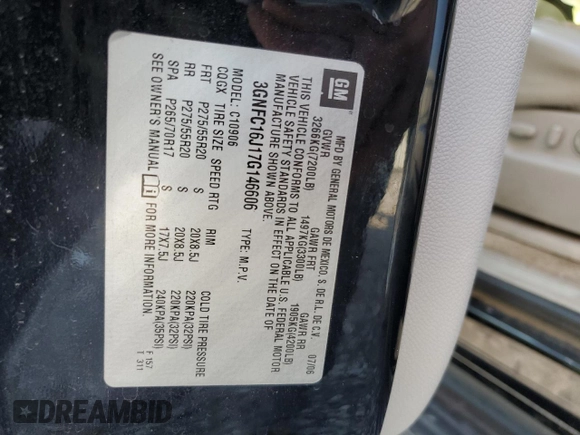 GM
MFD BY GENERAL MOTORS DE MEXICO, S. DE R.L. DE C.V.
07/06
GVWR GAWR FRT GAWR RR
3266KG(7200LB) 1497KG(3300LB) 1905KG(4200LB)
THIS VEHICLE CONFORMS TO ALL APPLICABLE U.S. FEDERAL MOTOR
VEHICLE SAFETY STANDARDS IN EFFECT ON THE DATE OF
MANUFACTURE SHOWN ABOVE.
3GNFC16J17G146606 TYPE: M.P.V.
MODEL: C10906
COGX TIRE SIZE SPEED RTG RIM COLD TIRE PRESSURE
FRT P275/55R20 S 20X8.5J 220KPA(32PSI)
RR P275/55R20 S 20X8.5J 220KPA(32PSI)
SPA P265/70R17 S 17X7.5J 240KPA(35PSI)
SEE OWNER'S MANUAL i FOR MORE INFORMATION.
F 157
T 311
DREAMBID